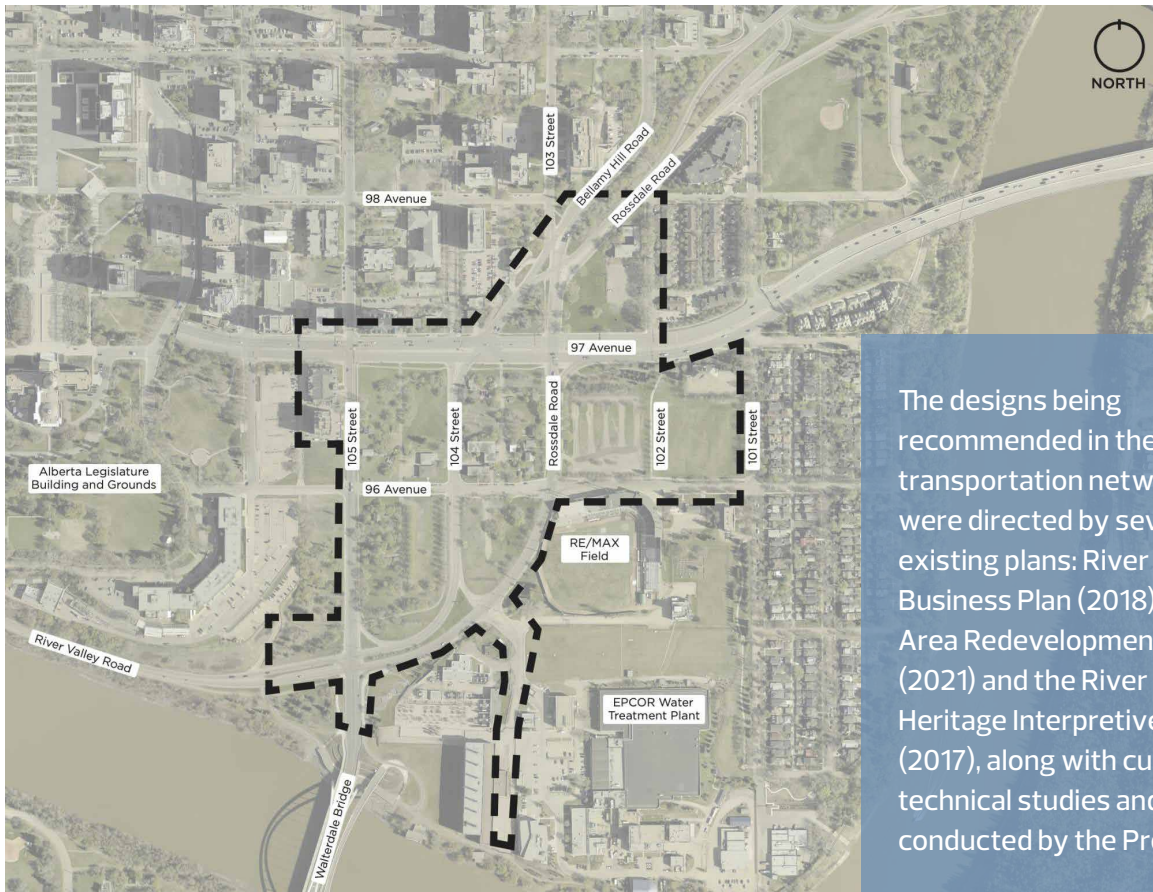 NORTH
103 Street
Bellamy Hill Road
Rossdale Road
98 Avenue
97 Avenue
105 Street
104 Street
Rossdale Road
102 Street
101 Street
Alberta Legislature
Building and Grounds
96 Avenue
RE/MAX
Field
River Valley Road
EPCOR Water
Treatment Plant
Walterdale Bridge
The designs being
recommended in the
transportation netw
were directed by sev
existing plans: River
Business Plan (2018)
Area Redevelopmen
(2021) and the River
Heritage Interpretive
(2017), along with cu
technical studies and
conducted by the Pr